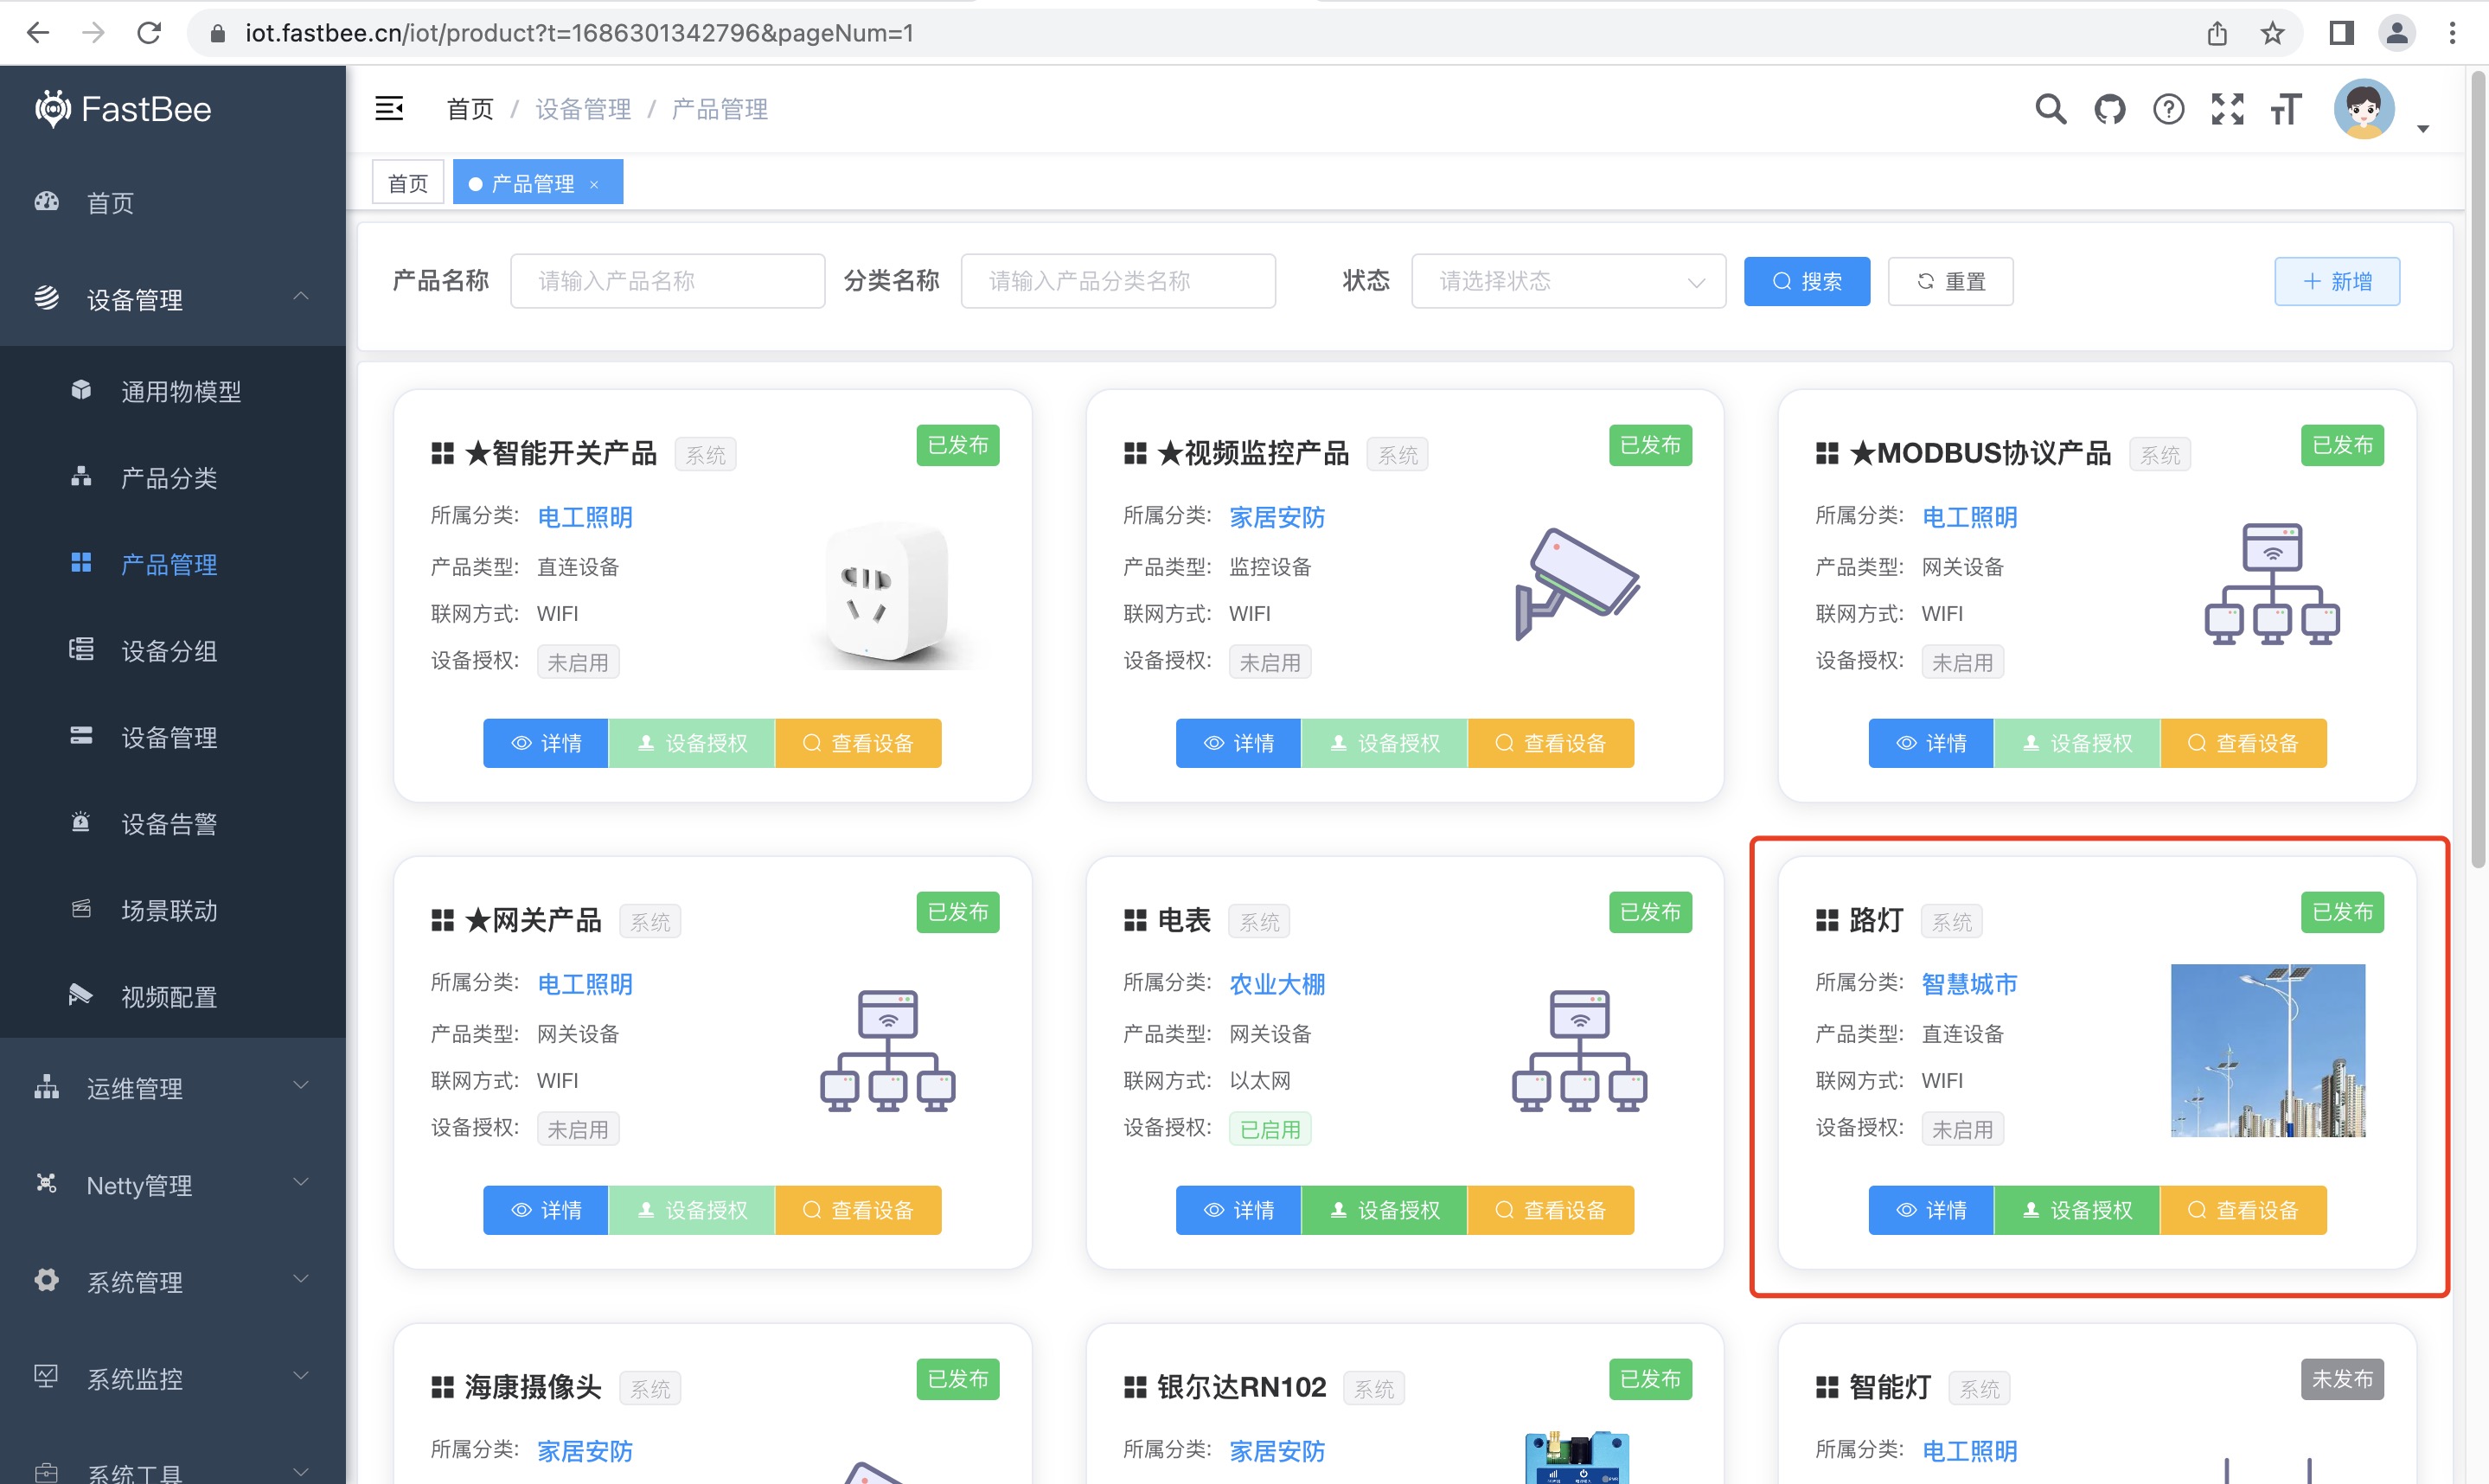 iot.fastbee.cn/iot/product?t=1686301342796&pageNum=1
FastBee
首页 / 设备管理 / 产品管理
首页
产品管理 ×
首页
设备管理
通用物模型
产品分类
产品管理
设备分组
设备管理
设备告警
场景联动
视频配置
运维管理
Netty管理
系统管理
系统监控
系统工具
产品名称 请输入产品名称 分类名称 请输入产品分类名称 状态 请选择状态 搜索 重置 新增
★智能开关产品 系统 已发布
所属分类: 电工照明
产品类型: 直连设备
联网方式: WIFI
设备授权: 未启用
详情 设备授权 查看设备
★视频监控产品 系统 已发布
所属分类: 家居安防
产品类型: 监控设备
联网方式: WIFI
设备授权: 未启用
详情 设备授权 查看设备
★MODBUS协议产品 系统 已发布
所属分类: 电工照明
产品类型: 网关设备
联网方式: WIFI
设备授权: 未启用
详情 设备授权 查看设备
★网关产品 系统 已发布
所属分类: 电工照明
产品类型: 网关设备
联网方式: WIFI
设备授权: 未启用
详情 设备授权 查看设备
电表 系统 已发布
所属分类: 农业大棚
产品类型: 网关设备
联网方式: 以太网
设备授权: 已启用
详情 设备授权 查看设备
路灯 系统 已发布
所属分类: 智慧城市
产品类型: 直连设备
联网方式: WIFI
设备授权: 未启用
详情 设备授权 查看设备
海康摄像头 系统 已发布
所属分类: 家居安防
银尔达RN102 系统 已发布
所属分类: 家居安防
智能灯 系统 未发布
所属分类: 电工照明